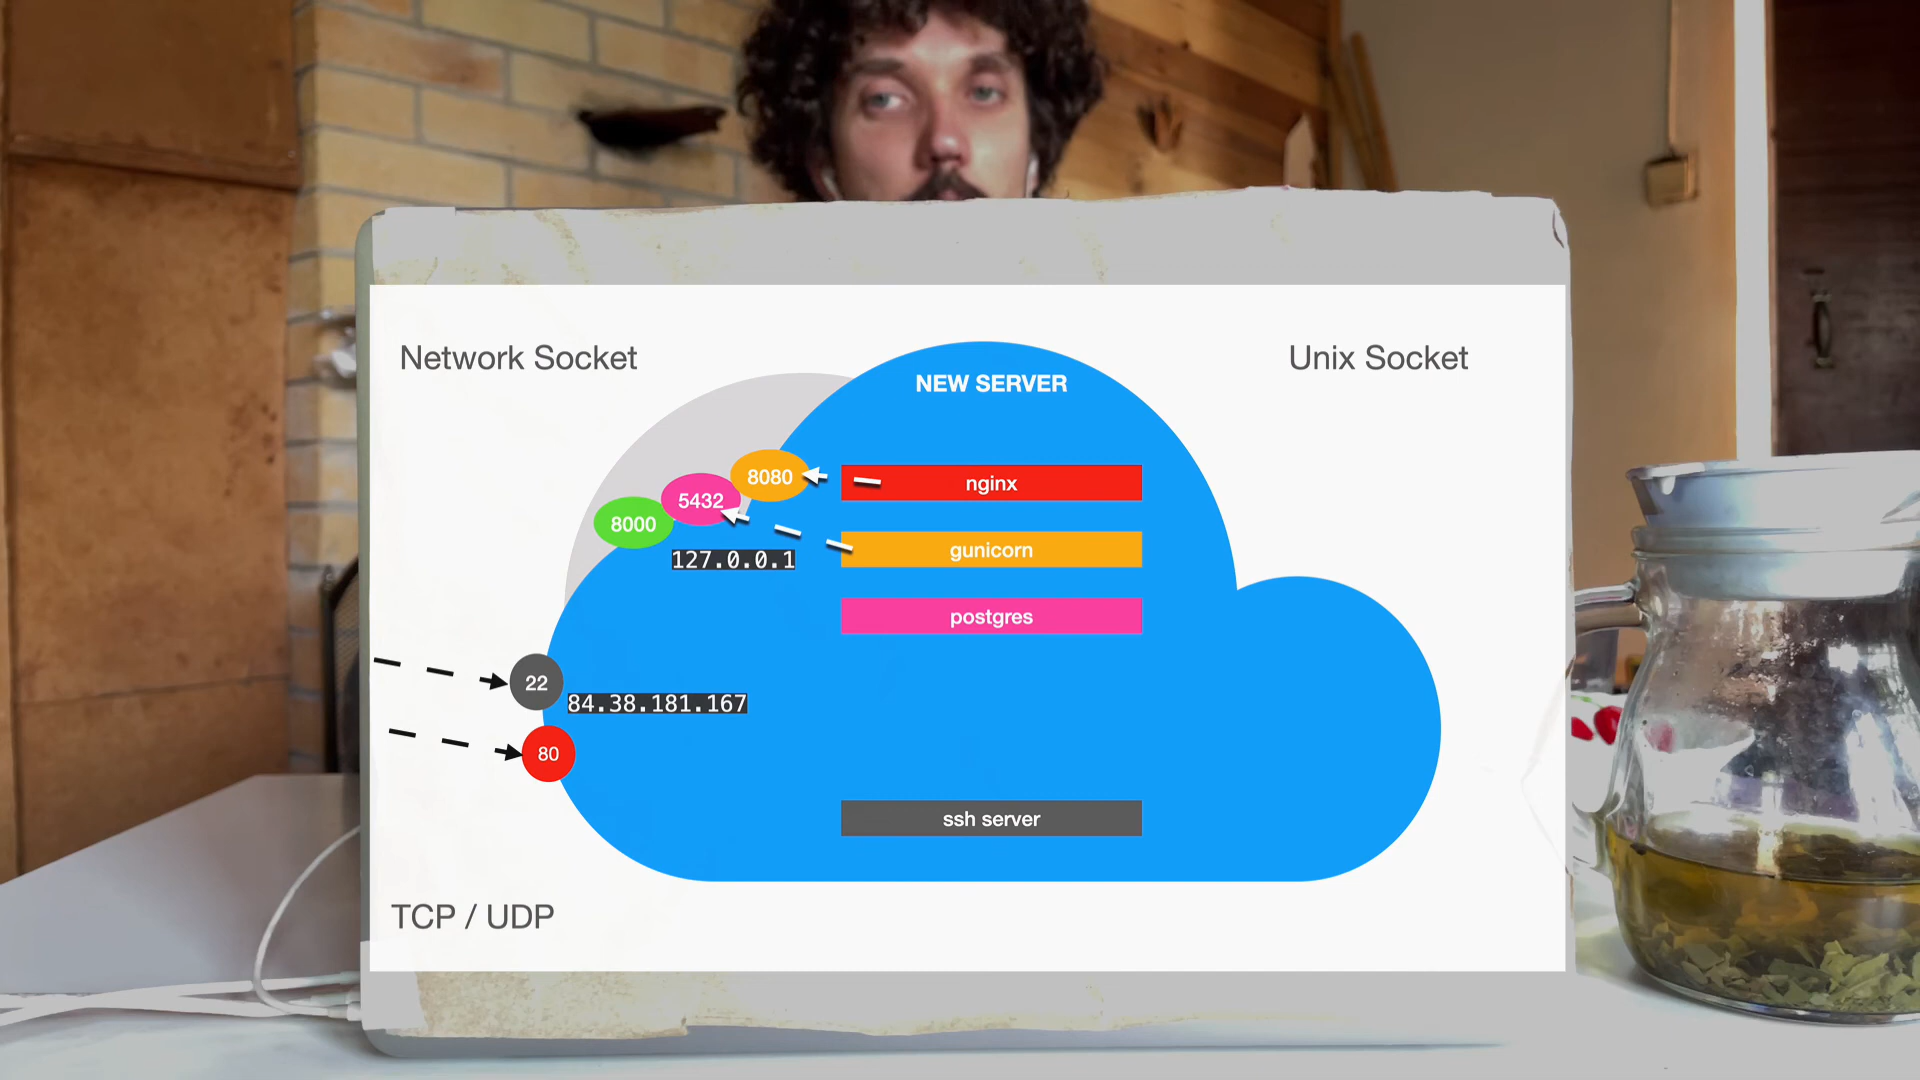 Network Socket
Unix Socket
NEW SERVER
8080
nginx
5432
8000
gunicorn
127.0.0.1
postgres
22
84.38.181.167
80
ssh server
TCP / UDP